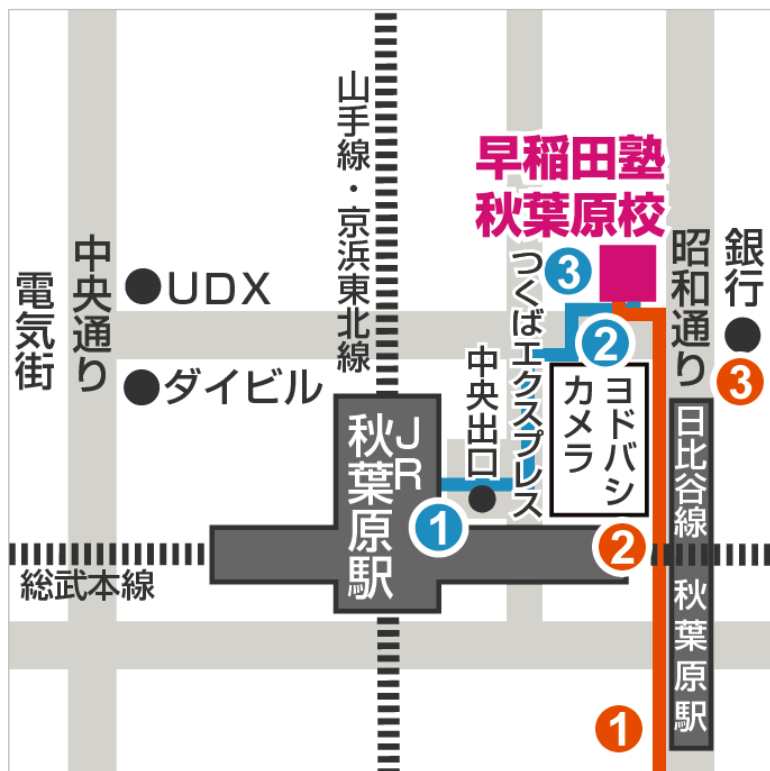 早稲田塾
秋葉原校
山手線・京浜東北線
つくばエクスプレス
3
昭和通り
銀行
中央通り
電気街
UDX
2
3
ダイビル
中央出口
ヨドバシ
カメラ
日比谷線 秋葉原駅
JR
秋葉原駅
1
2
総武本線
1